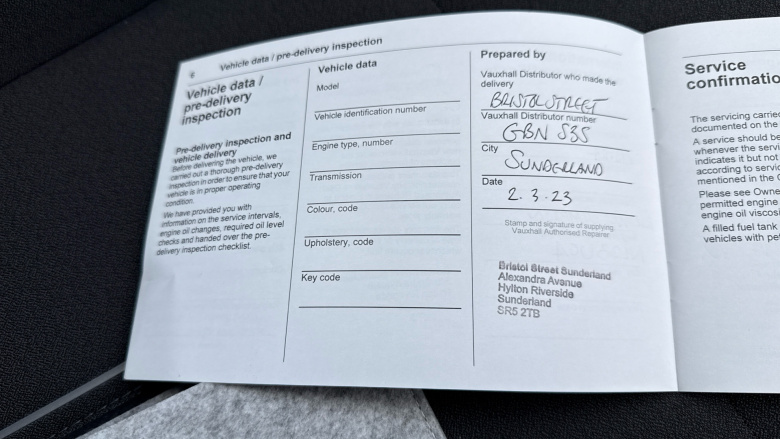 6
Vehicle data / pre-delivery inspection
Vehicle data /
pre-delivery
inspection
Pre-delivery inspection and
vehicle delivery
Before delivering the vehicle, we
carried out a thorough pre-delivery
inspection in order to ensure that your
vehicle is in proper operating
condition.
We have provided you with
information on the service intervals,
engine oil changes, required oil level
checks and handed over the pre-
delivery inspection checklist.
Vehicle data
Model
Vehicle identification number
Engine type, number
Transmission
Colour, code
Upholstery, code
Key code
Prepared by
Vauxhall Distributor who made the
delivery
BRISTOL STREET
Vauxhall Distributor number
GBN 535
City
SUNDERLAND
Date
2.3.23
Stamp and signature of supplying
Vauxhall Authorised Repairer
Bristol Street Sunderland
Alexandra Avenue
Hylton Riverside
Sunderland
SR5 2TB
Service
confirmatio
The servicing carrie
documented on the
A service should be
whenever the servi
indicates it but not
according to servic
mentioned in the
Please see Owne
permitted engine
engine oil viscos
A filled fuel tank
vehicles with pe